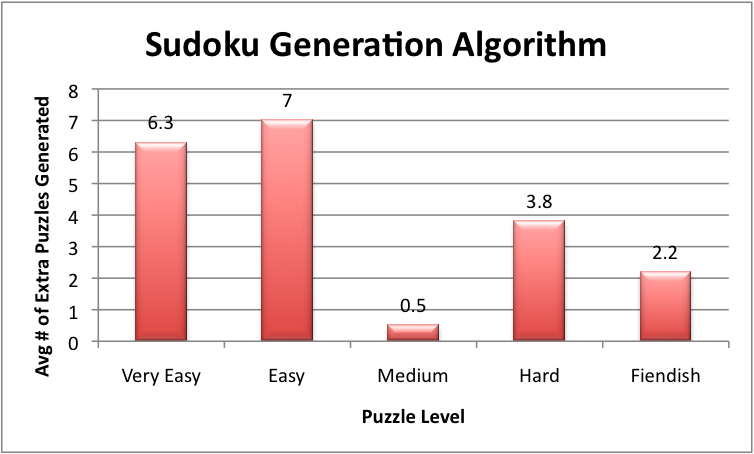 Sudoku Generation Algorithm
Avg # of Extra Puzzles Generated
8
7
6
5
4
3
2
1
0
6.3
7
0.5
3.8
2.2
Very Easy
Easy
Medium
Hard
Fiendish
Puzzle Level